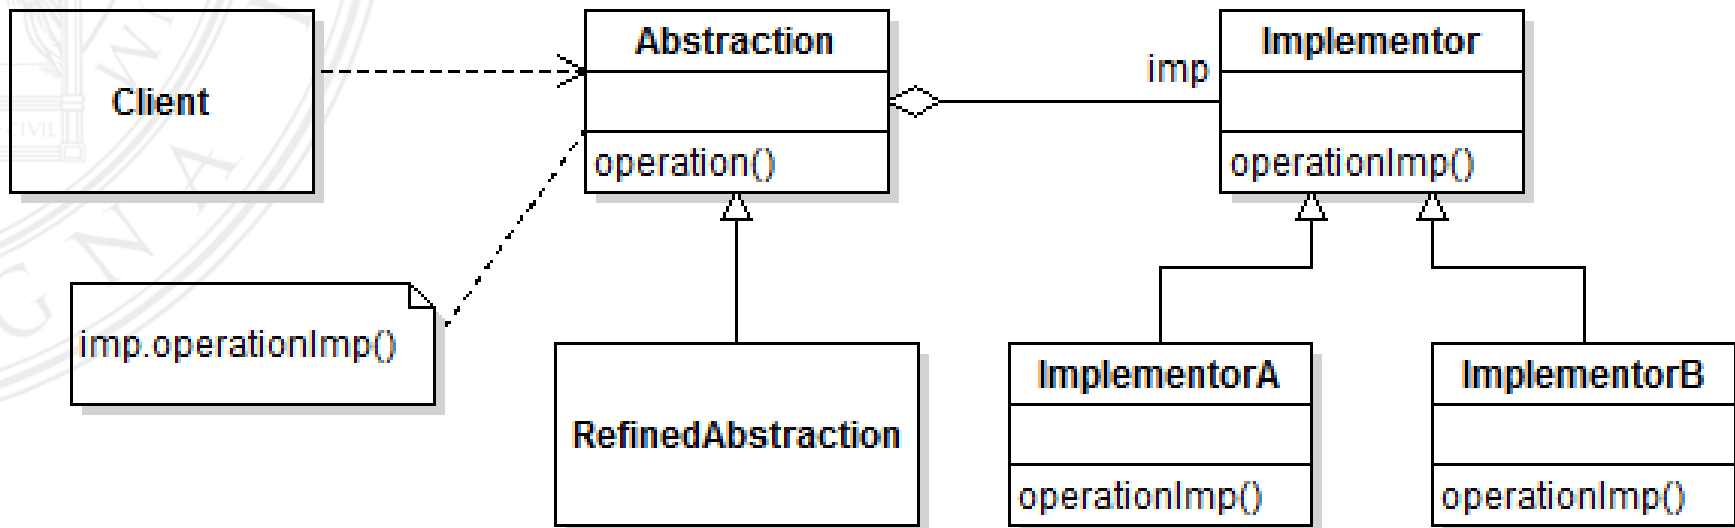 Client
Abstraction
operation()
imp
Implementor
operationImp()
imp.operationImp()
RefinedAbstraction
ImplementorA
operationImp()
ImplementorB
operationImp()